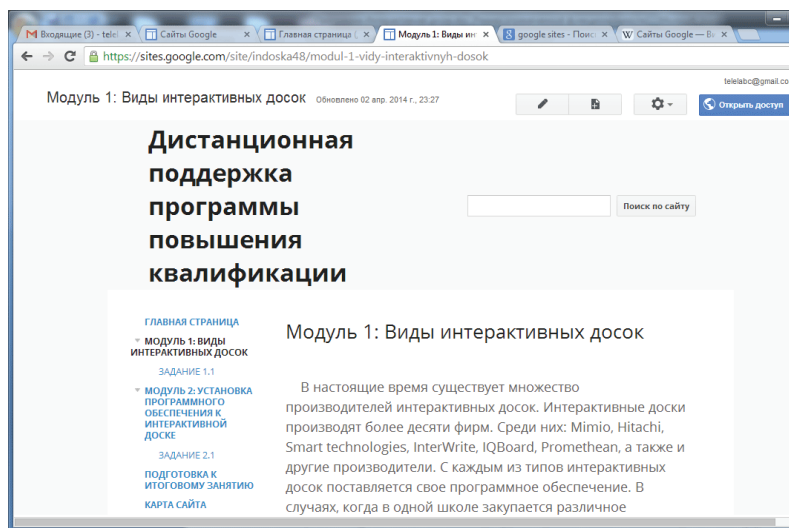 Входящие (3) - tele
Сайты Google
Главная страница (
Модуль 1: Виды ин
google sites - Поис
Сайты Google — Ви
https://sites.google.com/site/indoska48/modul-1-vidy-interaktivnyh-dosok
telelabc@gmail.co
Модуль 1: Виды интерактивных досок Обновлено 02 апр. 2014 г., 23:27
Открыть доступ
Дистанционная
поддержка
программы
повышения
квалификации
Поиск по сайту
ГЛАВНАЯ СТРАНИЦА
МОДУЛЬ 1: ВИДЫ
ИНТЕРАКТИВНЫХ ДОСОК
ЗАДАНИЕ 1.1
МОДУЛЬ 2: УСТАНОВКА
ПРОГРАММНОГО
ОБЕСПЕЧЕНИЯ К
ИНТЕРАКТИВНОЙ
ДОСКЕ
ЗАДАНИЕ 2.1
ПОДГОТОВКА К
ИТОГОВОМУ ЗАНЯТИЮ
КАРТА САЙТА
Модуль 1: Виды интерактивных досок
В настоящие время существует множество
производителей интерактивных досок. Интерактивные доски
производят более десяти фирм. Среди них: Mimio, Hitachi,
Smart technologies, InterWrite, IQBoard, Promethean, а также и
другие производители. С каждым из типов интерактивных
досок поставляется свое программное обеспечение. В
случаях, когда в одной школе закупается различное